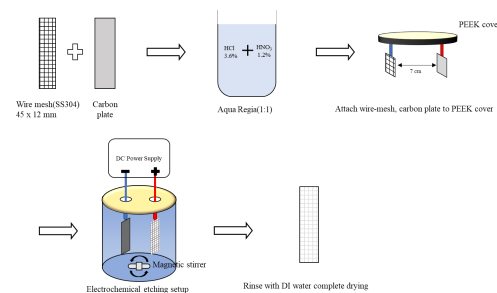 PEEK cove
HCl
3.6%
+
HNO₃
1.2%
7 cm
Wire mesh(SS304)
45 x 12 mm
Carbon
plate
Aqua Regia(1:1)
Attach wire-mesh, carbon plate to PEEK cover
DC Power Supply
Magnetic stirrer
Electrochemical etching setup
Rinse with DI water complete drying